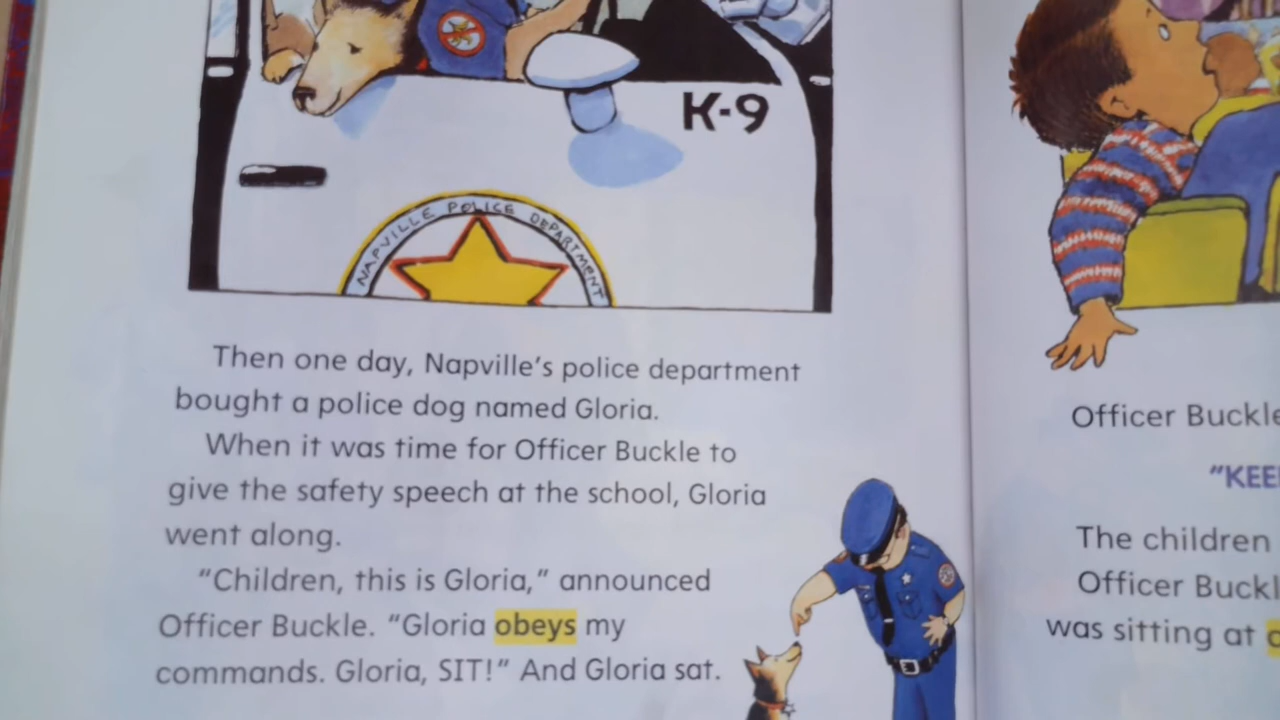 K-9
NAPVILLE POLICE DEPARTMENT
Then one day, Napville's police department
bought a police dog named Gloria.
When it was time for Officer Buckle to
give the safety speech at the school, Gloria
went along.
"Children, this is Gloria," announced
Officer Buckle. "Gloria obeys my
commands. Gloria, SIT!" And Gloria sat.
Officer Buckle
"KEE
The children
Officer Buckl
was sitting at